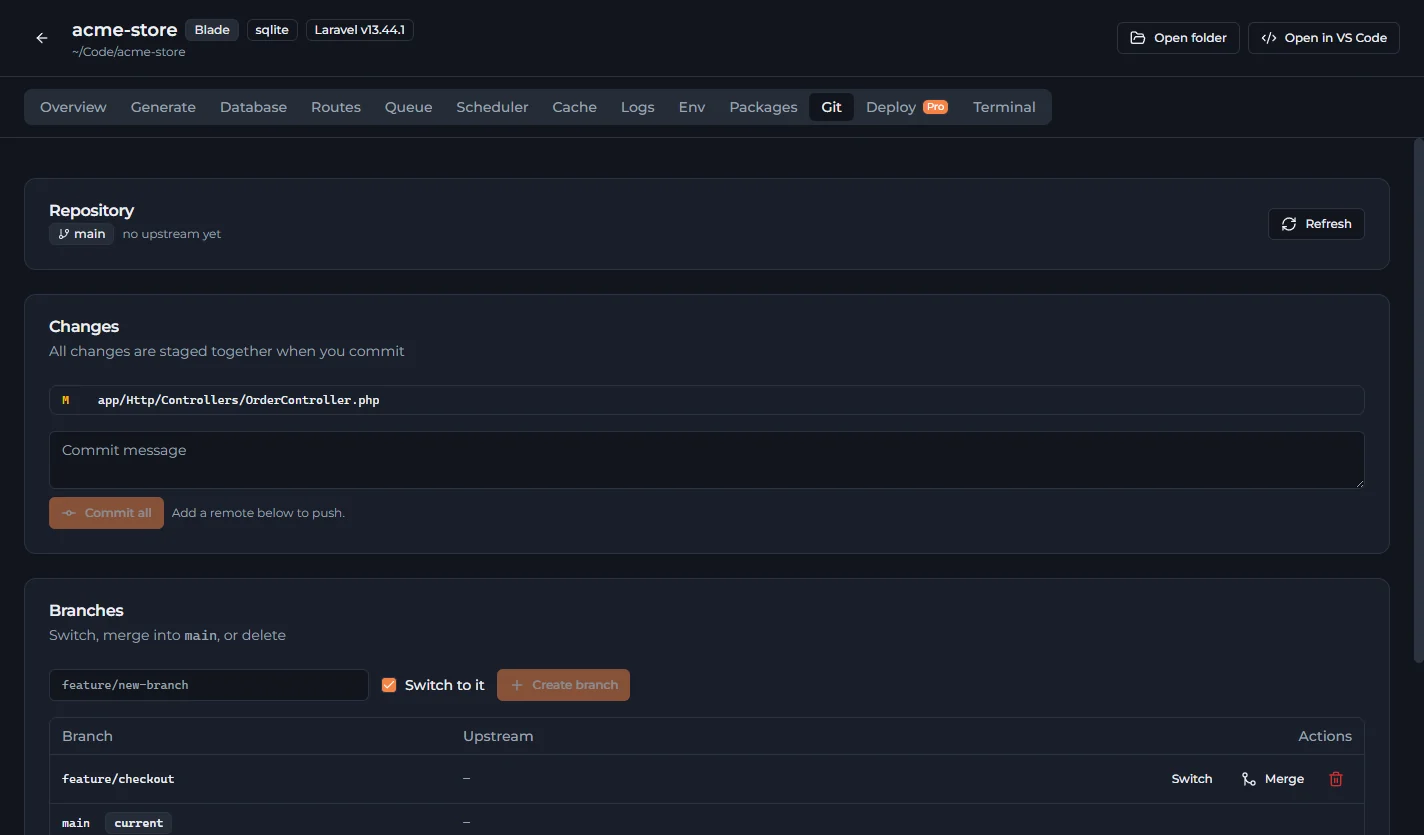 acme-store Blade sqlite Laravel v13.44.1
~/Code/acme-store
Open folder Open in VS Code
Overview Generate Database Routes Queue Scheduler Cache Logs Env Packages Git Deploy Pro Terminal
Repository
main no upstream yet
Refresh
Changes
All changes are staged together when you commit
M app/Http/Controllers/OrderController.php
Commit message
Commit all Add a remote below to push.
Branches
Switch, merge into main, or delete
feature/new-branch Switch to it Create branch
Branch Upstream Actions
feature/checkout – Switch Merge
main current –